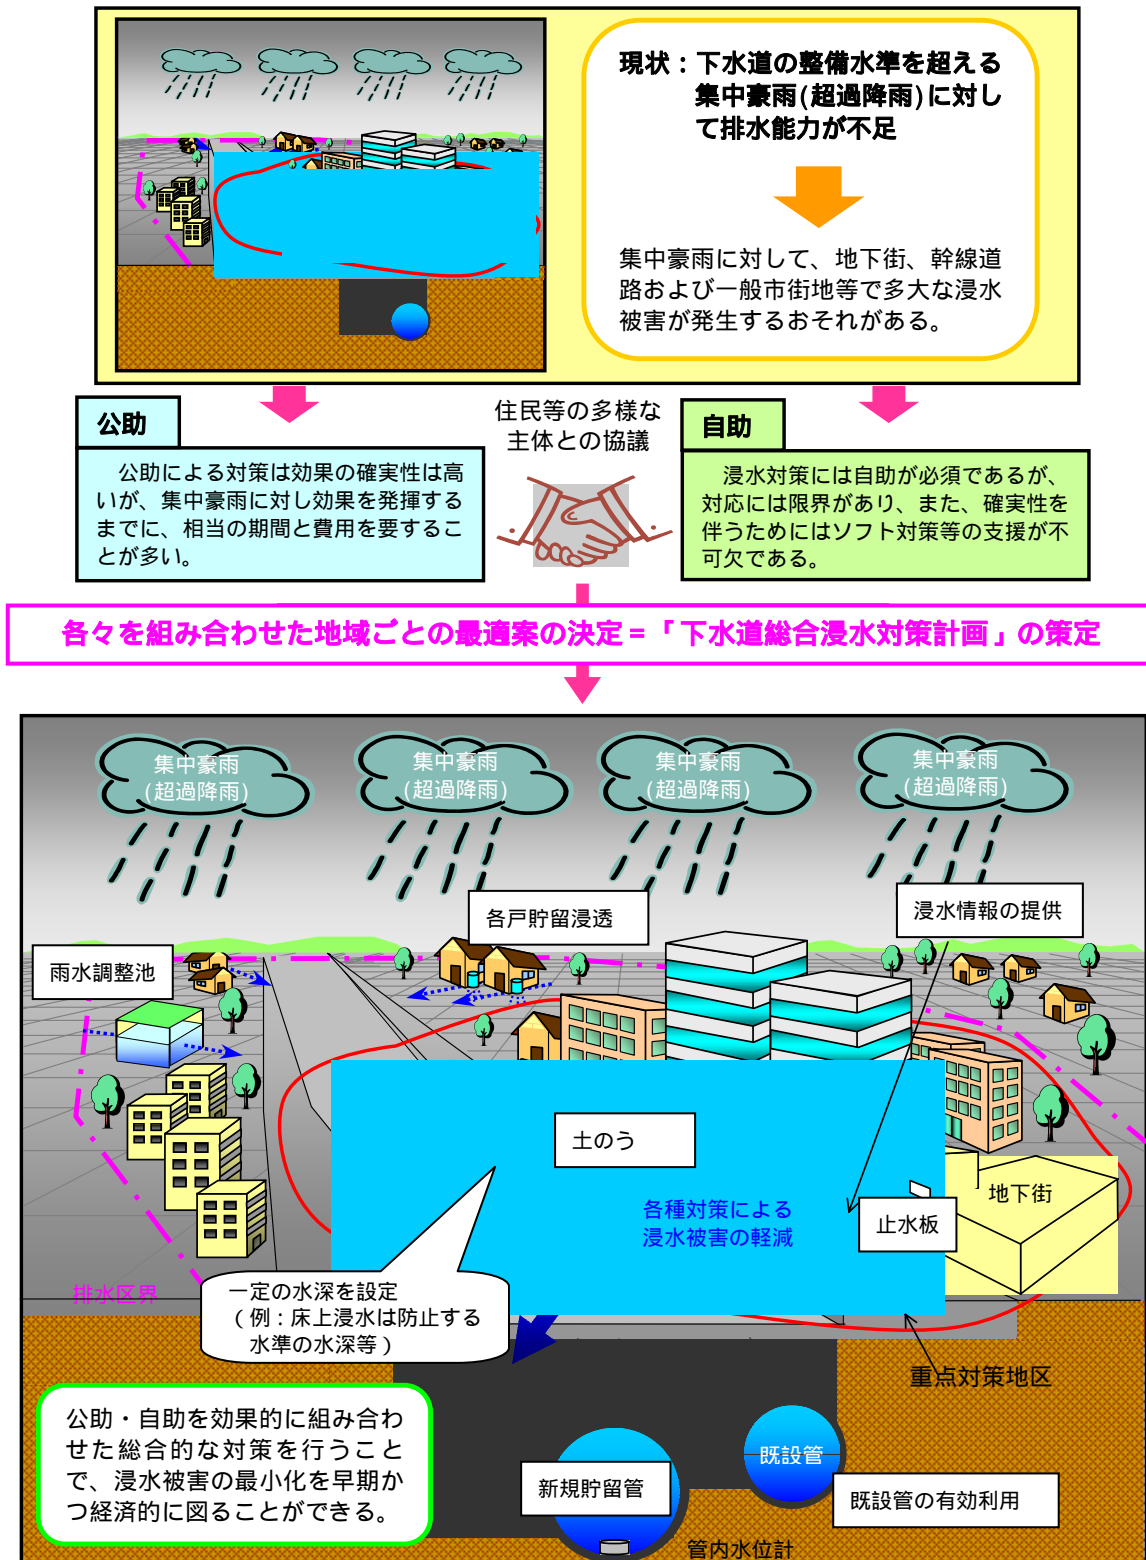 現状：下水道の整備水準を超える
集中豪雨(超過降雨)に対し
て排水能力が不足
集中豪雨に対して、地下街、幹線道
路および一般市街地等で多大な浸水
被害が発生するおそれがある。
公助
公助による対策は効果の確実性は高
いが、集中豪雨に対し効果を発揮する
までに、相当の期間と費用を要するこ
とが多い。
住民等の多様な
主体との協議
自助
浸水対策には自助が必須であるが、
対応には限界があり、また、確実性を
伴うためにはソフト対策等の支援が不
可欠である。
各々を組み合わせた地域ごとの最適案の決定＝「下水道総合浸水対策計画」の策定
集中豪雨
(超過降雨)
集中豪雨
(超過降雨)
集中豪雨
(超過降雨)
集中豪雨
(超過降雨)
各戸貯留浸透
浸水情報の提供
雨水調整池
土のう
地下街
各種対策による
浸水被害の軽減
止水板
排水区界
一定の水深を設定
（例：床上浸水は防止する
水準の水深等）
重点対策地区
公助・自助を効果的に組み合わ
せた総合的な対策を行うこと
で、浸水被害の最小化を早期か
つ経済的に図ることができる。
既設管
新規貯留管
既設管の有効利用
管内水位計